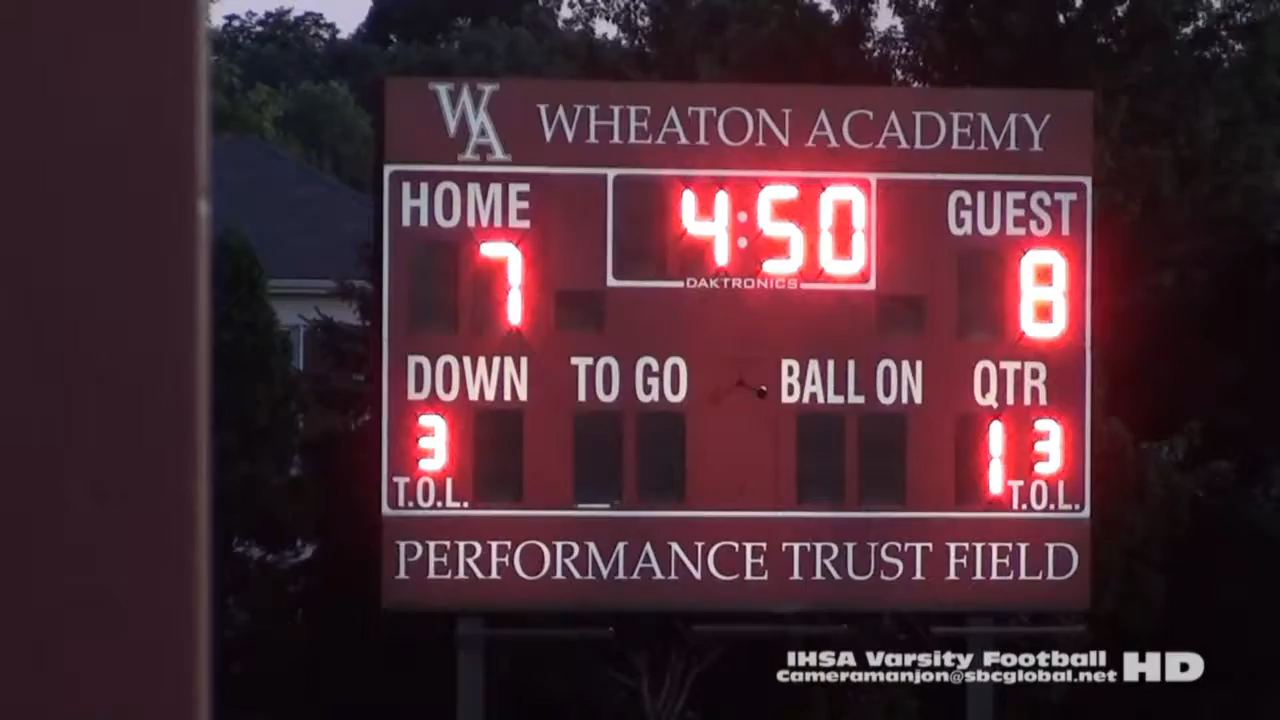 WA WHEATON ACADEMY
HOME 4:50 GUEST
7 8
DAKTRONICS
DOWN TO GO BALL ON QTR
3 1 3
T.O.L. T.O.L.
PERFORMANCE TRUST FIELD
IHSA Varsity Football HD
cameramanjon@sbcglobal.net